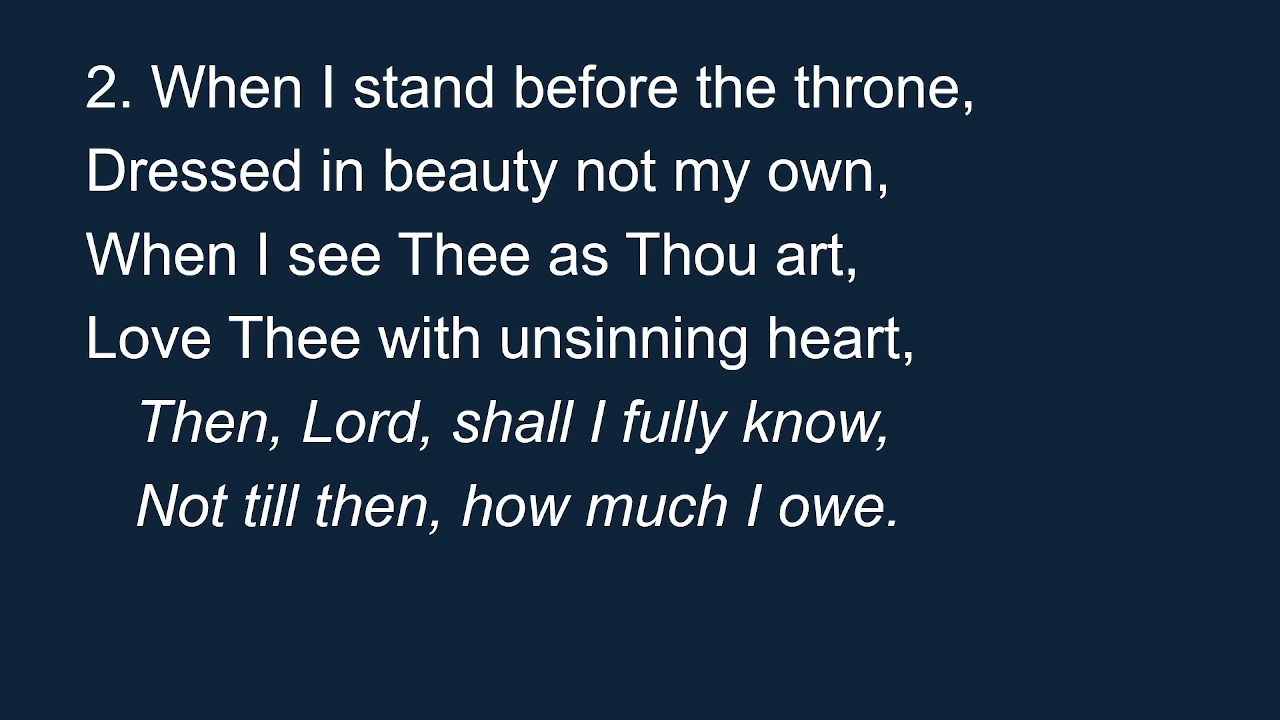 2. When I stand before the throne,
Dressed in beauty not my own,
When I see Thee as Thou art,
Love Thee with unsinning heart,
Then, Lord, shall I fully know,
Not till then, how much I owe.